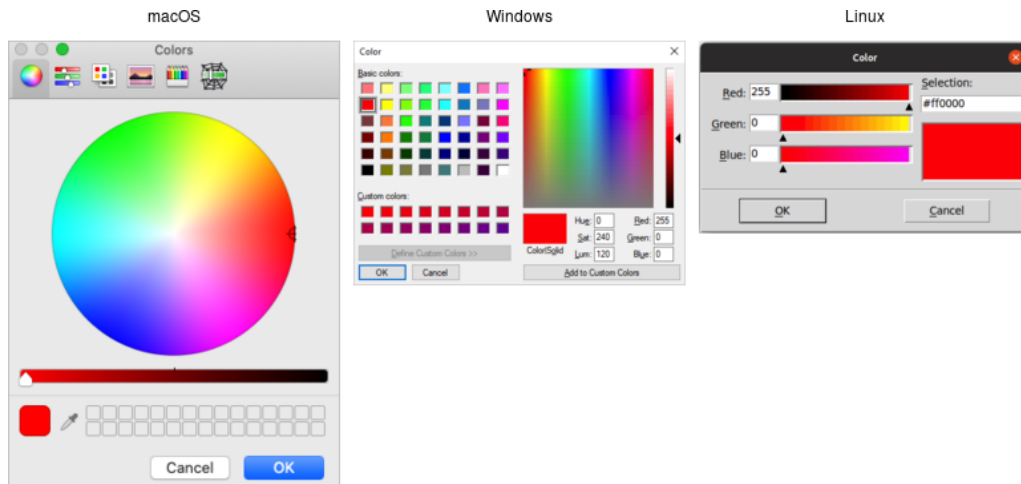 macOS
Windows
Linux
Colors
Cancel
OK
Color
Basic colors:
Custom colors:
Define Custom Colors >>
OK
Cancel
Color|Solid
Hue: 0
Sat: 240
Lum: 120
Red: 255
Green: 0
Blue: 0
Add to Custom Colors
Color
Red: 255
Green: 0
Blue: 0
Selection:
#ff0000
OK
Cancel